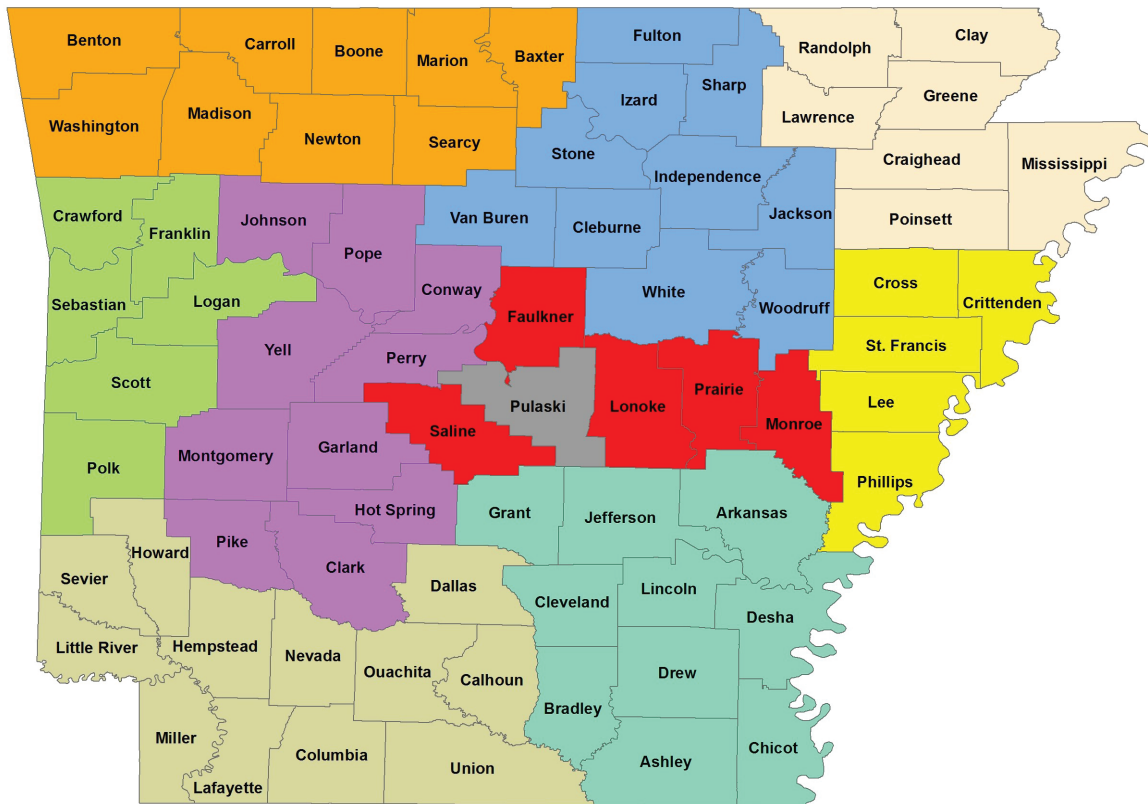 Benton
Carroll
Boone
Marion
Baxter
Fulton
Randolph
Clay
Sharp
Izard
Greene
Lawrence
Washington
Madison
Newton
Searcy
Stone
Independence
Craighead
Mississippi
Crawford
Franklin
Johnson
Pope
Van Buren
Cleburne
Jackson
Poinsett
Sebastian
Logan
Conway
White
Woodruff
Cross
Crittenden
Faulkner
Yell
Perry
St. Francis
Scott
Pulaski
Lonoke
Prairie
Lee
Saline
Monroe
Polk
Montgomery
Garland
Phillips
Hot Spring
Grant
Jefferson
Arkansas
Howard
Pike
Clark
Sevier
Dallas
Cleveland
Lincoln
Desha
Little River
Hempstead
Nevada
Ouachita
Calhoun
Drew
Bradley
Miller
Lafayette
Columbia
Union
Ashley
Chicot